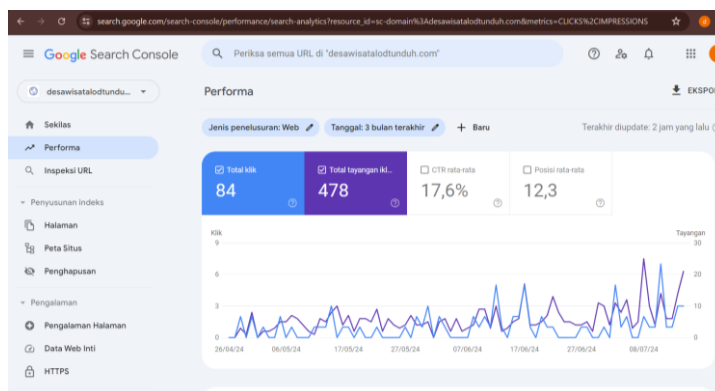 search.google.com/search-console/performance/search-analytics?resource_id=sc-domain%3Adesawisatalodtunduh.com&metrics=CLICKS%2CIMPRESSIONS
Google Search Console
Periksa semua URL di "desawisatalodtunduh.com"
desawisatalodtundu...
Performa
EKSPO
Sekilas
Performa
Inspeksi URL
Jenis penelusuran: Web
Tanggal: 3 bulan terakhir
+ Baru
Terakhir diupdate: 2 jam yang lalu
Penyusunan indeks
Halaman
Peta Situs
Penghapusan
Pengalaman
Pengalaman Halaman
Data Web Inti
HTTPS
Total klik
84
Total tayangan ikl...
478
CTR rata-rata
17,6%
Posisi rata-rata
12,3
Klik
Tayangan
9
6
3
0
30
20
10
0
26/04/24 06/05/24 17/05/24 27/05/24 07/06/24 17/06/24 27/06/24 08/07/24